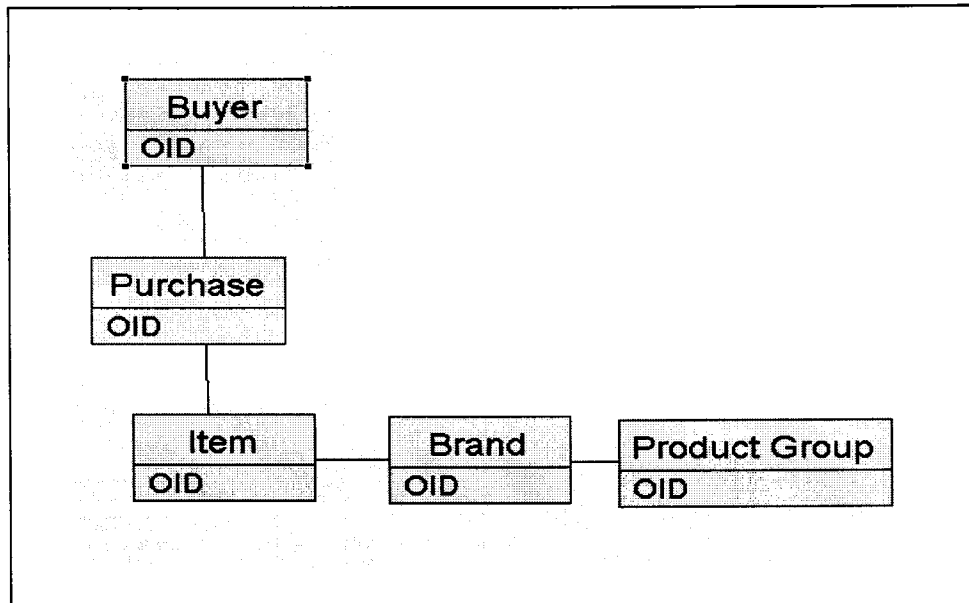 Buyer
OID
Purchase
OID
Item
OID
Brand
OID
Product Group
OID